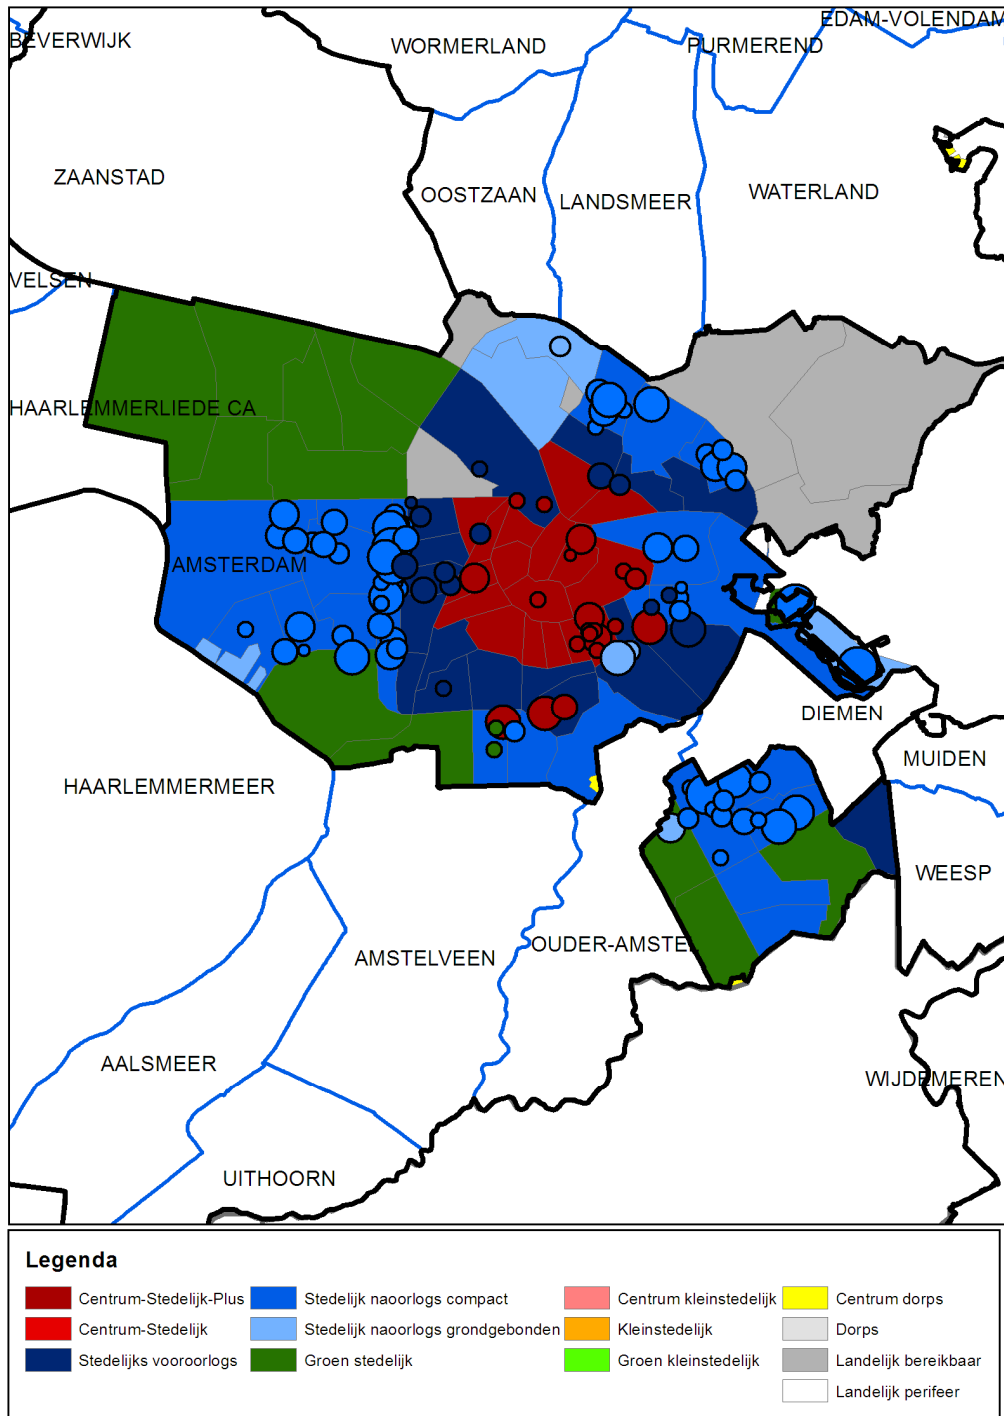 EDAM-VOLENDAM
BEVERWIJK
WORMERLAND
PURMEREND
ZAANSTAD
OOSTZAAN
LANDSMEER
WATERLAND
VELSEN
HAARLEMMERLIEDE CA
AMSTERDAM
DIEMEN
MUIDEN
HAARLEMMERMEER
WEESP
OUDER-AMSTE
AMSTELVEEN
AALSMEER
WIJDEMEREN
UITHOORN
Legenda
Centrum-Stedelijk-Plus
Stedelijk naoorlogs compact
Centrum kleinstedelijk
Centrum dorps
Centrum-Stedelijk
Stedelijk naoorlogs grondgebonden
Kleinstedelijk
Dorps
Stedelijks vooroorlogs
Groen stedelijk
Groen kleinstedelijk
Landelijk bereikbaar
Landelijk perifeer